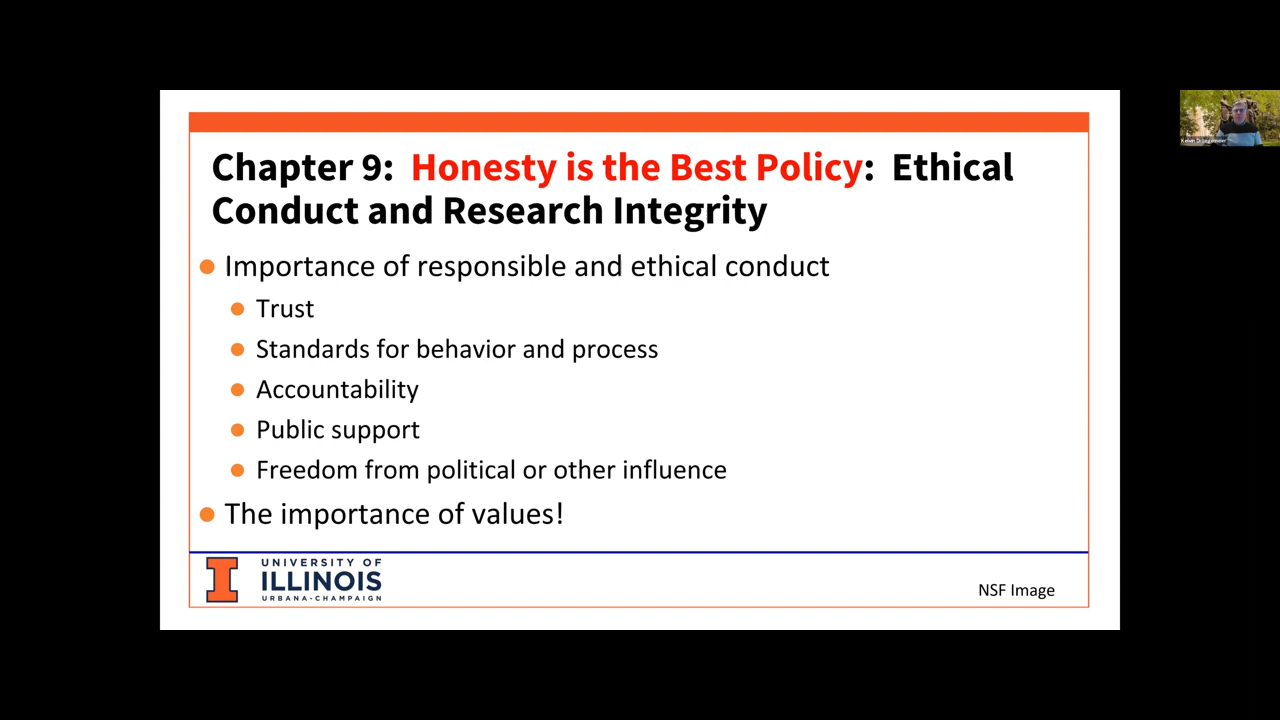 Chapter 9: Honesty is the Best Policy: Ethical
Conduct and Research Integrity
Importance of responsible and ethical conduct
Trust
Standards for behavior and process
Accountability
Public support
Freedom from political or other influence
The importance of values!
UNIVERSITY OF
ILLINOIS
URBANA-CHAMPAIGN
NSF Image
Kelvin Droegemeier